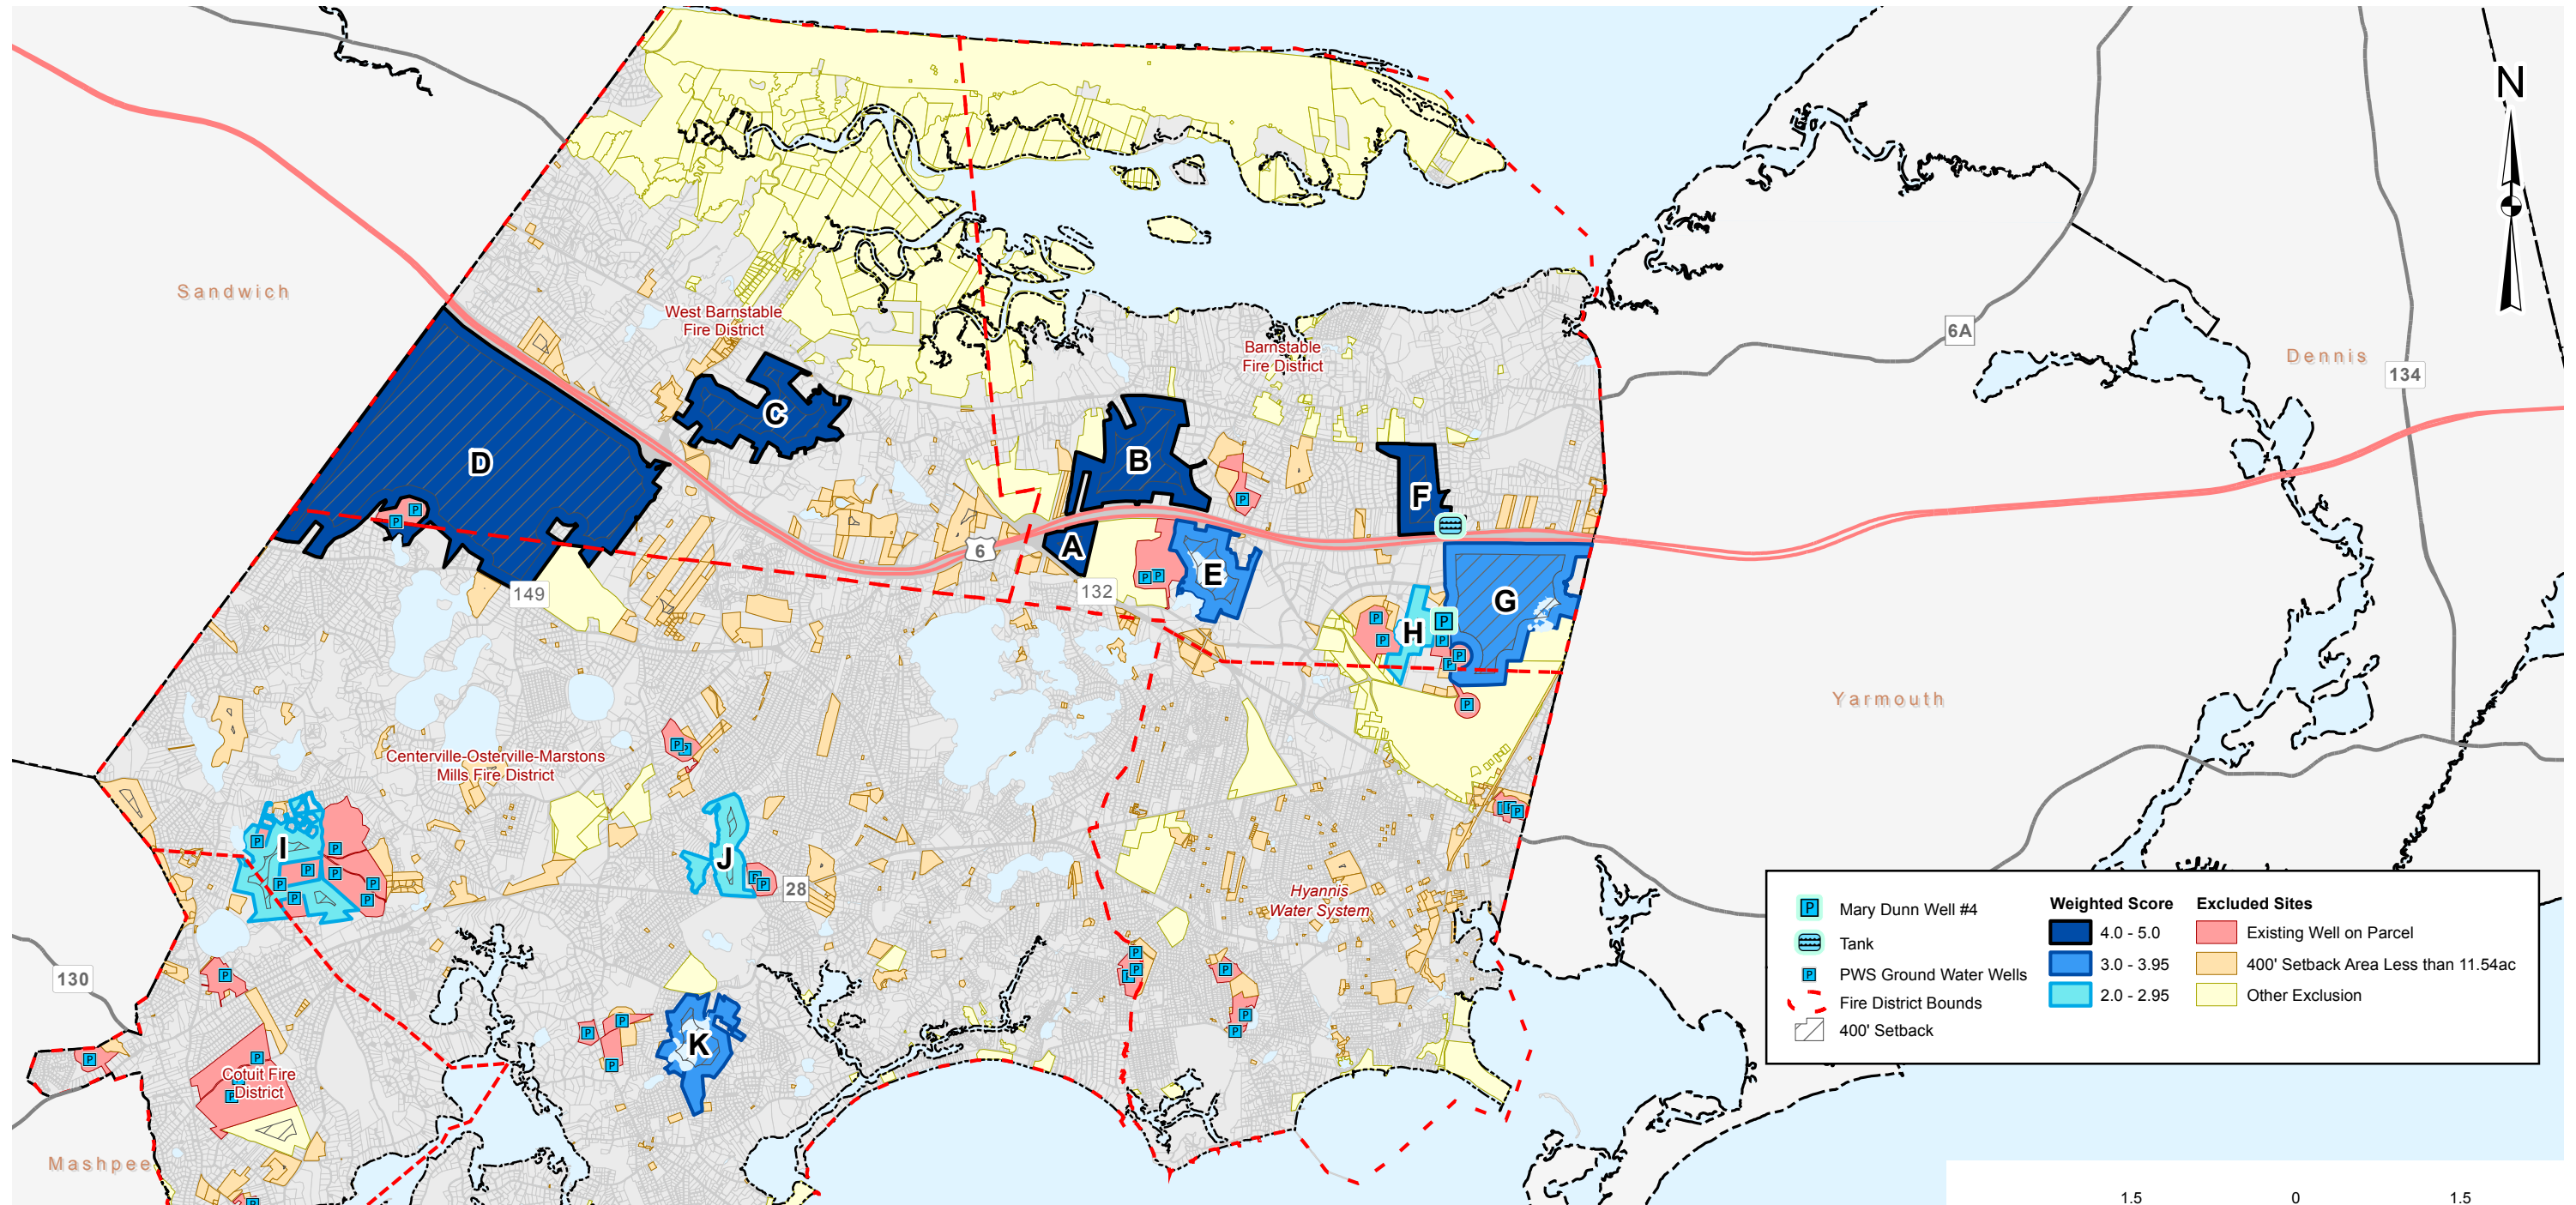 N
Sandwich
West Barnstable
Fire District
Barnstable
Fire District
6A
Dennis
134
C
B
D
F
6
A
132
E
149
G
H
Yarmouth
Centerville-Osterville-Marstons
Mills Fire District
I
J
28
Hyannis
Water System
130
K
Cotuit Fire
District
Mashpee
P
Mary Dunn Well #4
Tank
P
PWS Ground Water Wells
Fire District Bounds
400' Setback
Weighted Score
4.0 - 5.0
3.0 - 3.95
2.0 - 2.95
Excluded Sites
Existing Well on Parcel
400' Setback Area Less than 11.54ac
Other Exclusion
1.5
0
1.5